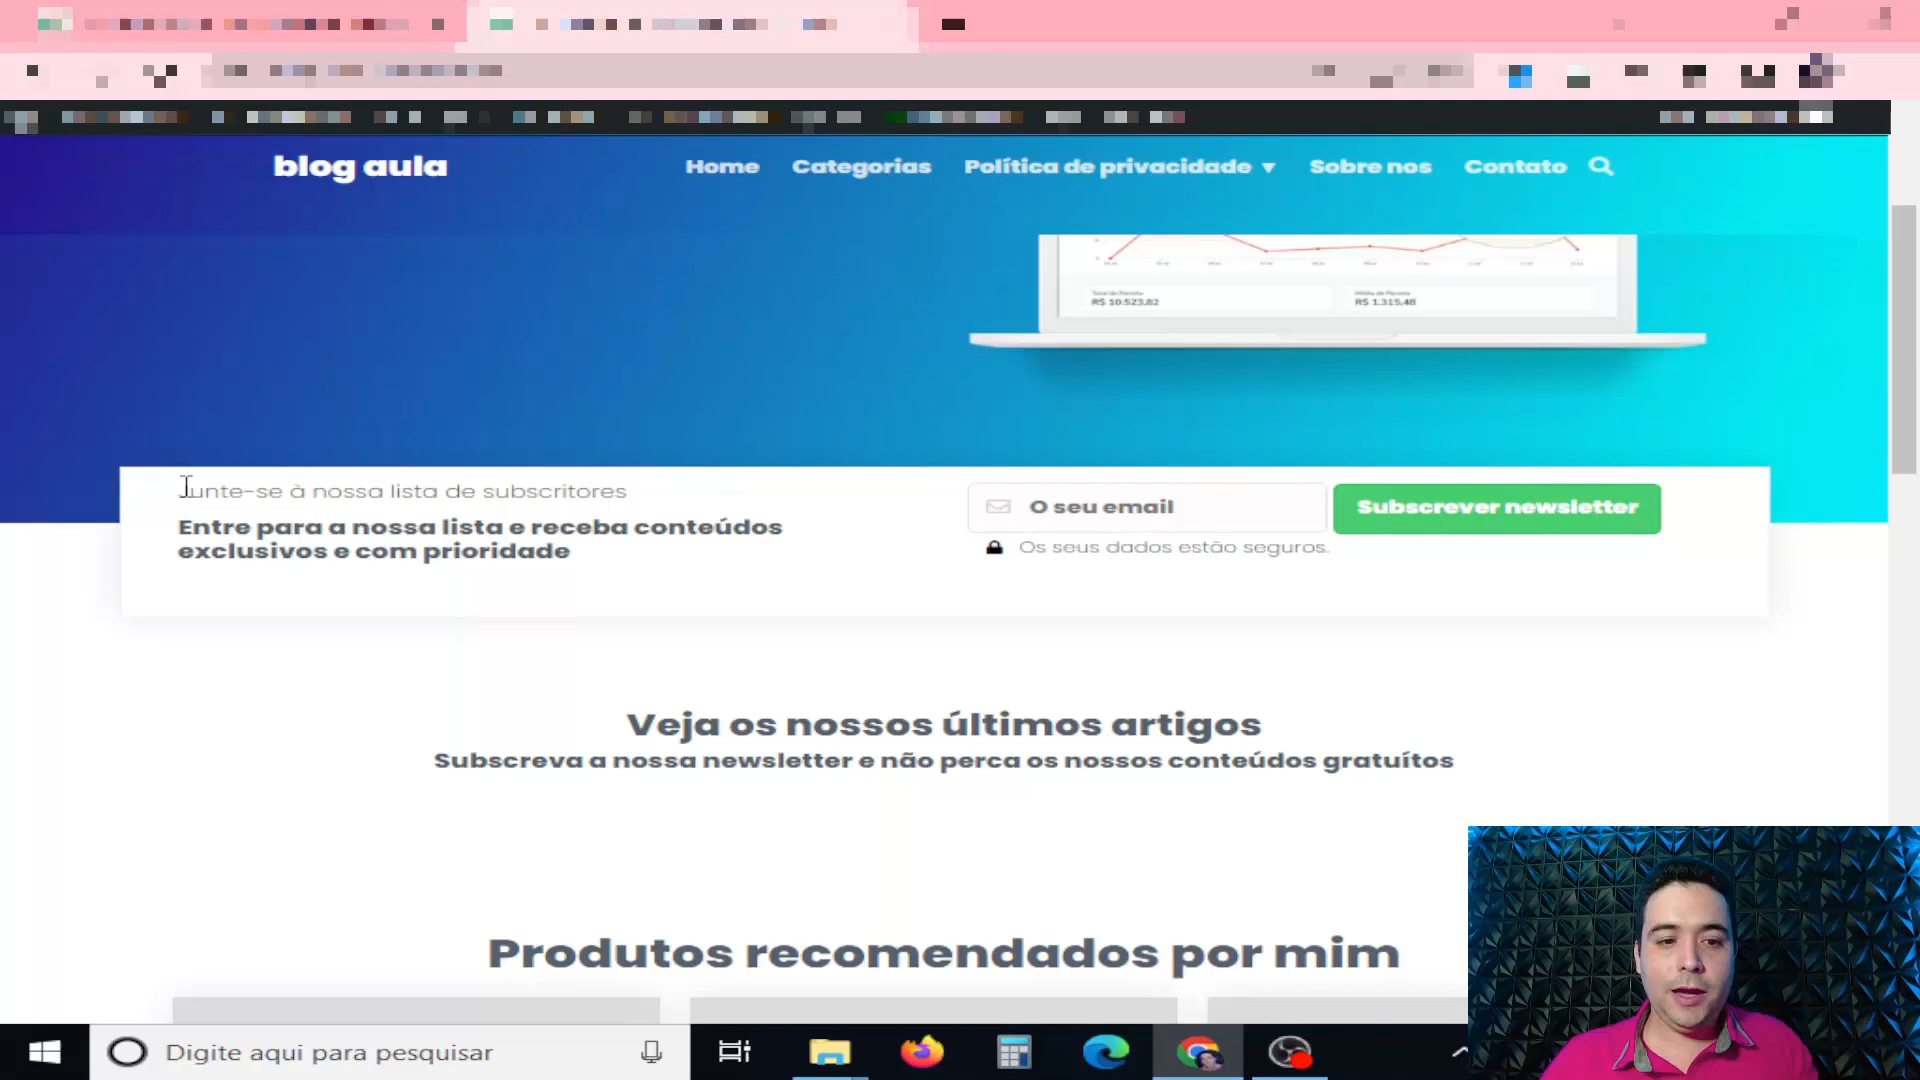 blog aula
Home Categorias Política de privacidade ▼ Sobre nos Contato
R$ 10.523,82
R$ 1.315,48
Junte-se à nossa lista de subscritores
Entre para a nossa lista e receba conteúdos
exclusivos e com prioridade
O seu email
Subscrever newsletter
Os seus dados estão seguros.
Veja os nossos últimos artigos
Subscreva a nossa newsletter e não perca os nossos conteúdos gratuítos
Produtos recomendados por mim
Digite aqui para pesquisar